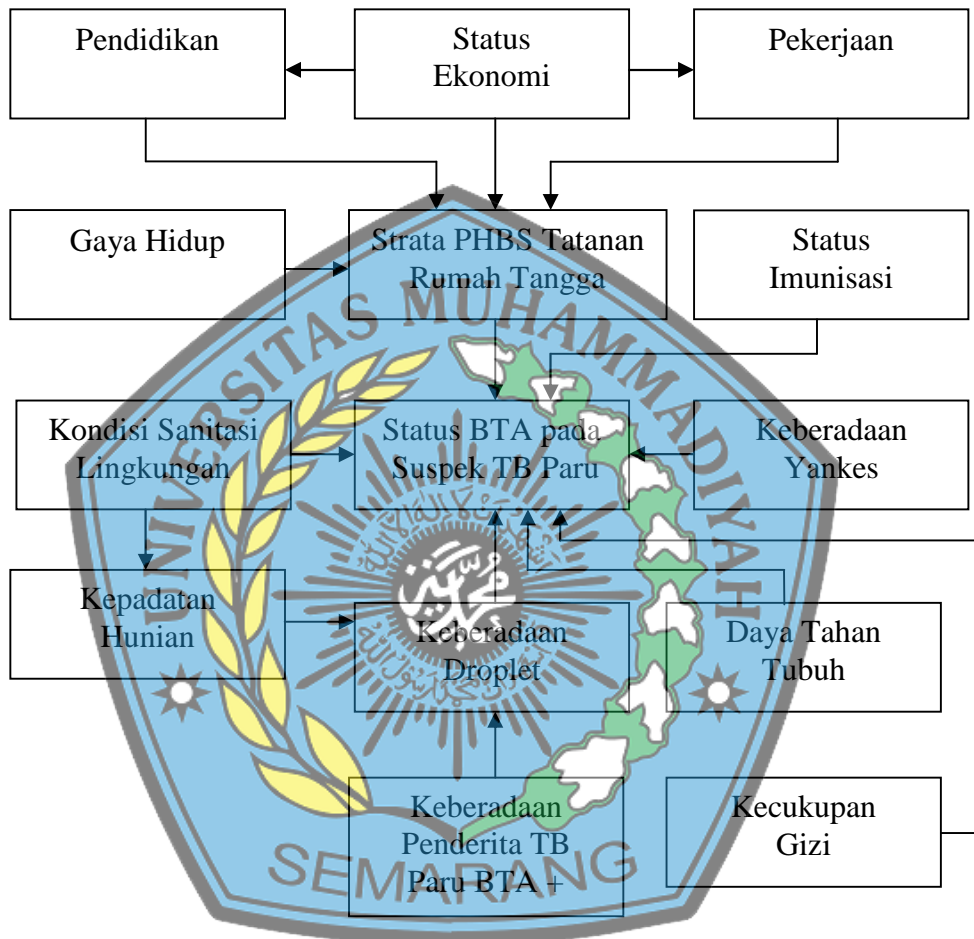 Pendidikan
Status
Ekonomi
Pekerjaan
Gaya Hidup
Strata PHBS Tatanan
Rumah Tangga
Status
Imunisasi
UNIVERSITAS MUHAMMADIYAH
Kondisi Sanitasi
Lingkungan
Status BTA pada
Suspek TB Paru
Keberadaan
Yankes
Kepadatan
Hunian
Keberadaan
Droplet
Daya Tahan
Tubuh
Keberadaan
Penderita TB
Paru BTA +
Kecukupan
Gizi
SEMARANG